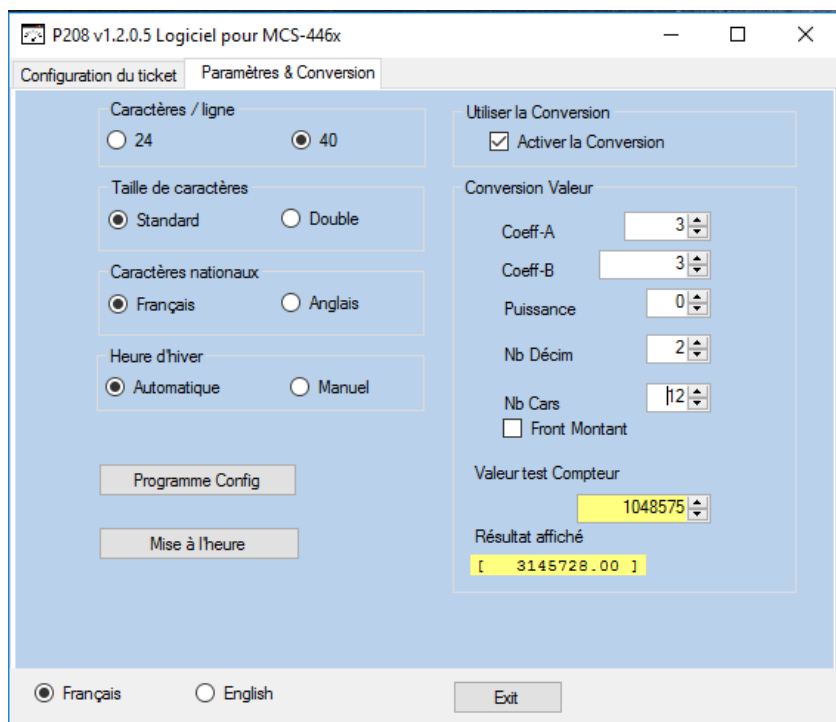 P208 v1.2.0.5 Logiciel pour MCS-446x
Configuration du ticket
Paramètres & Conversion
Caractères / ligne
24
40
Taille de caractères
Standard
Double
Caractères nationaux
Français
Anglais
Heure d'hiver
Automatique
Manuel
Programme Config
Mise à l'heure
Utiliser la Conversion
Activer la Conversion
Conversion Valeur
Coeff-A
3
Coeff-B
3
Puissance
0
Nb Décim
2
Nb Cars
12
Front Montant
Valeur test Compteur
1048575
Résultat affiché
[   3145728.00 ]
Français
English
Exit